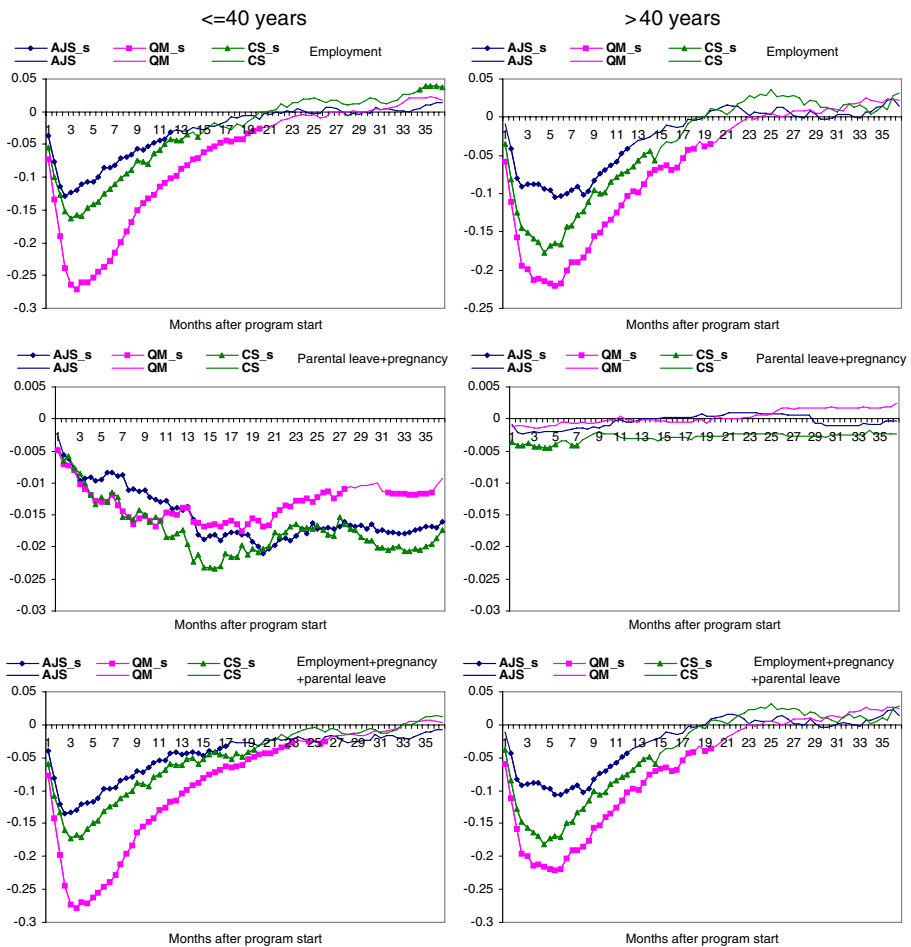 <=40 years
>40 years
AJS_s QM_s CS_s
AJS QM CS
Employment
0.05
0
-0.05
-0.1
-0.15
-0.2
-0.25
-0.3
1 3 5 7 9 11 13 15 17 19 21 23 25 27 29 31 33 35
Months after program start
AJS_s QM_s CS_s
AJS QM CS
Employment
0.05
0
-0.05
-0.1
-0.15
-0.2
-0.25
1 3 5 7 9 11 13 15 17 19 21 23 25 27 29 31 33 35
Months after program start
AJS_s QM_s CS_s
AJS QM CS
Parental leave+pregnancy
0.005
0
-0.005
-0.01
-0.015
-0.02
-0.025
-0.03
1 3 5 7 9 11 13 15 17 19 21 23 25 27 29 31 33 35
Months after program start
AJS_s QM_s CS_s
AJS QM CS
Parental leave+pregnancy
0.005
0
-0.005
-0.01
-0.015
-0.02
-0.025
-0.03
1 3 5 7 9 11 13 15 17 19 21 23 25 27 29 31 33 35
Months after program start
AJS_s QM_s CS_s
AJS QM CS
Employment+pregnancy
+parental leave
0.05
0
-0.05
-0.1
-0.15
-0.2
-0.25
-0.3
1 3 5 7 9 11 13 15 17 19 21 23 25 27 29 31 33 35
Months after program start
AJS_s QM_s CS_s
AJS QM CS
Employment+pregnancy
+parental leave
0.05
0
-0.05
-0.1
-0.15
-0.2
-0.25
-0.3
1 3 5 7 9 11 13 15 17 19 21 23 25 27 29 31 33 35
Months after program start